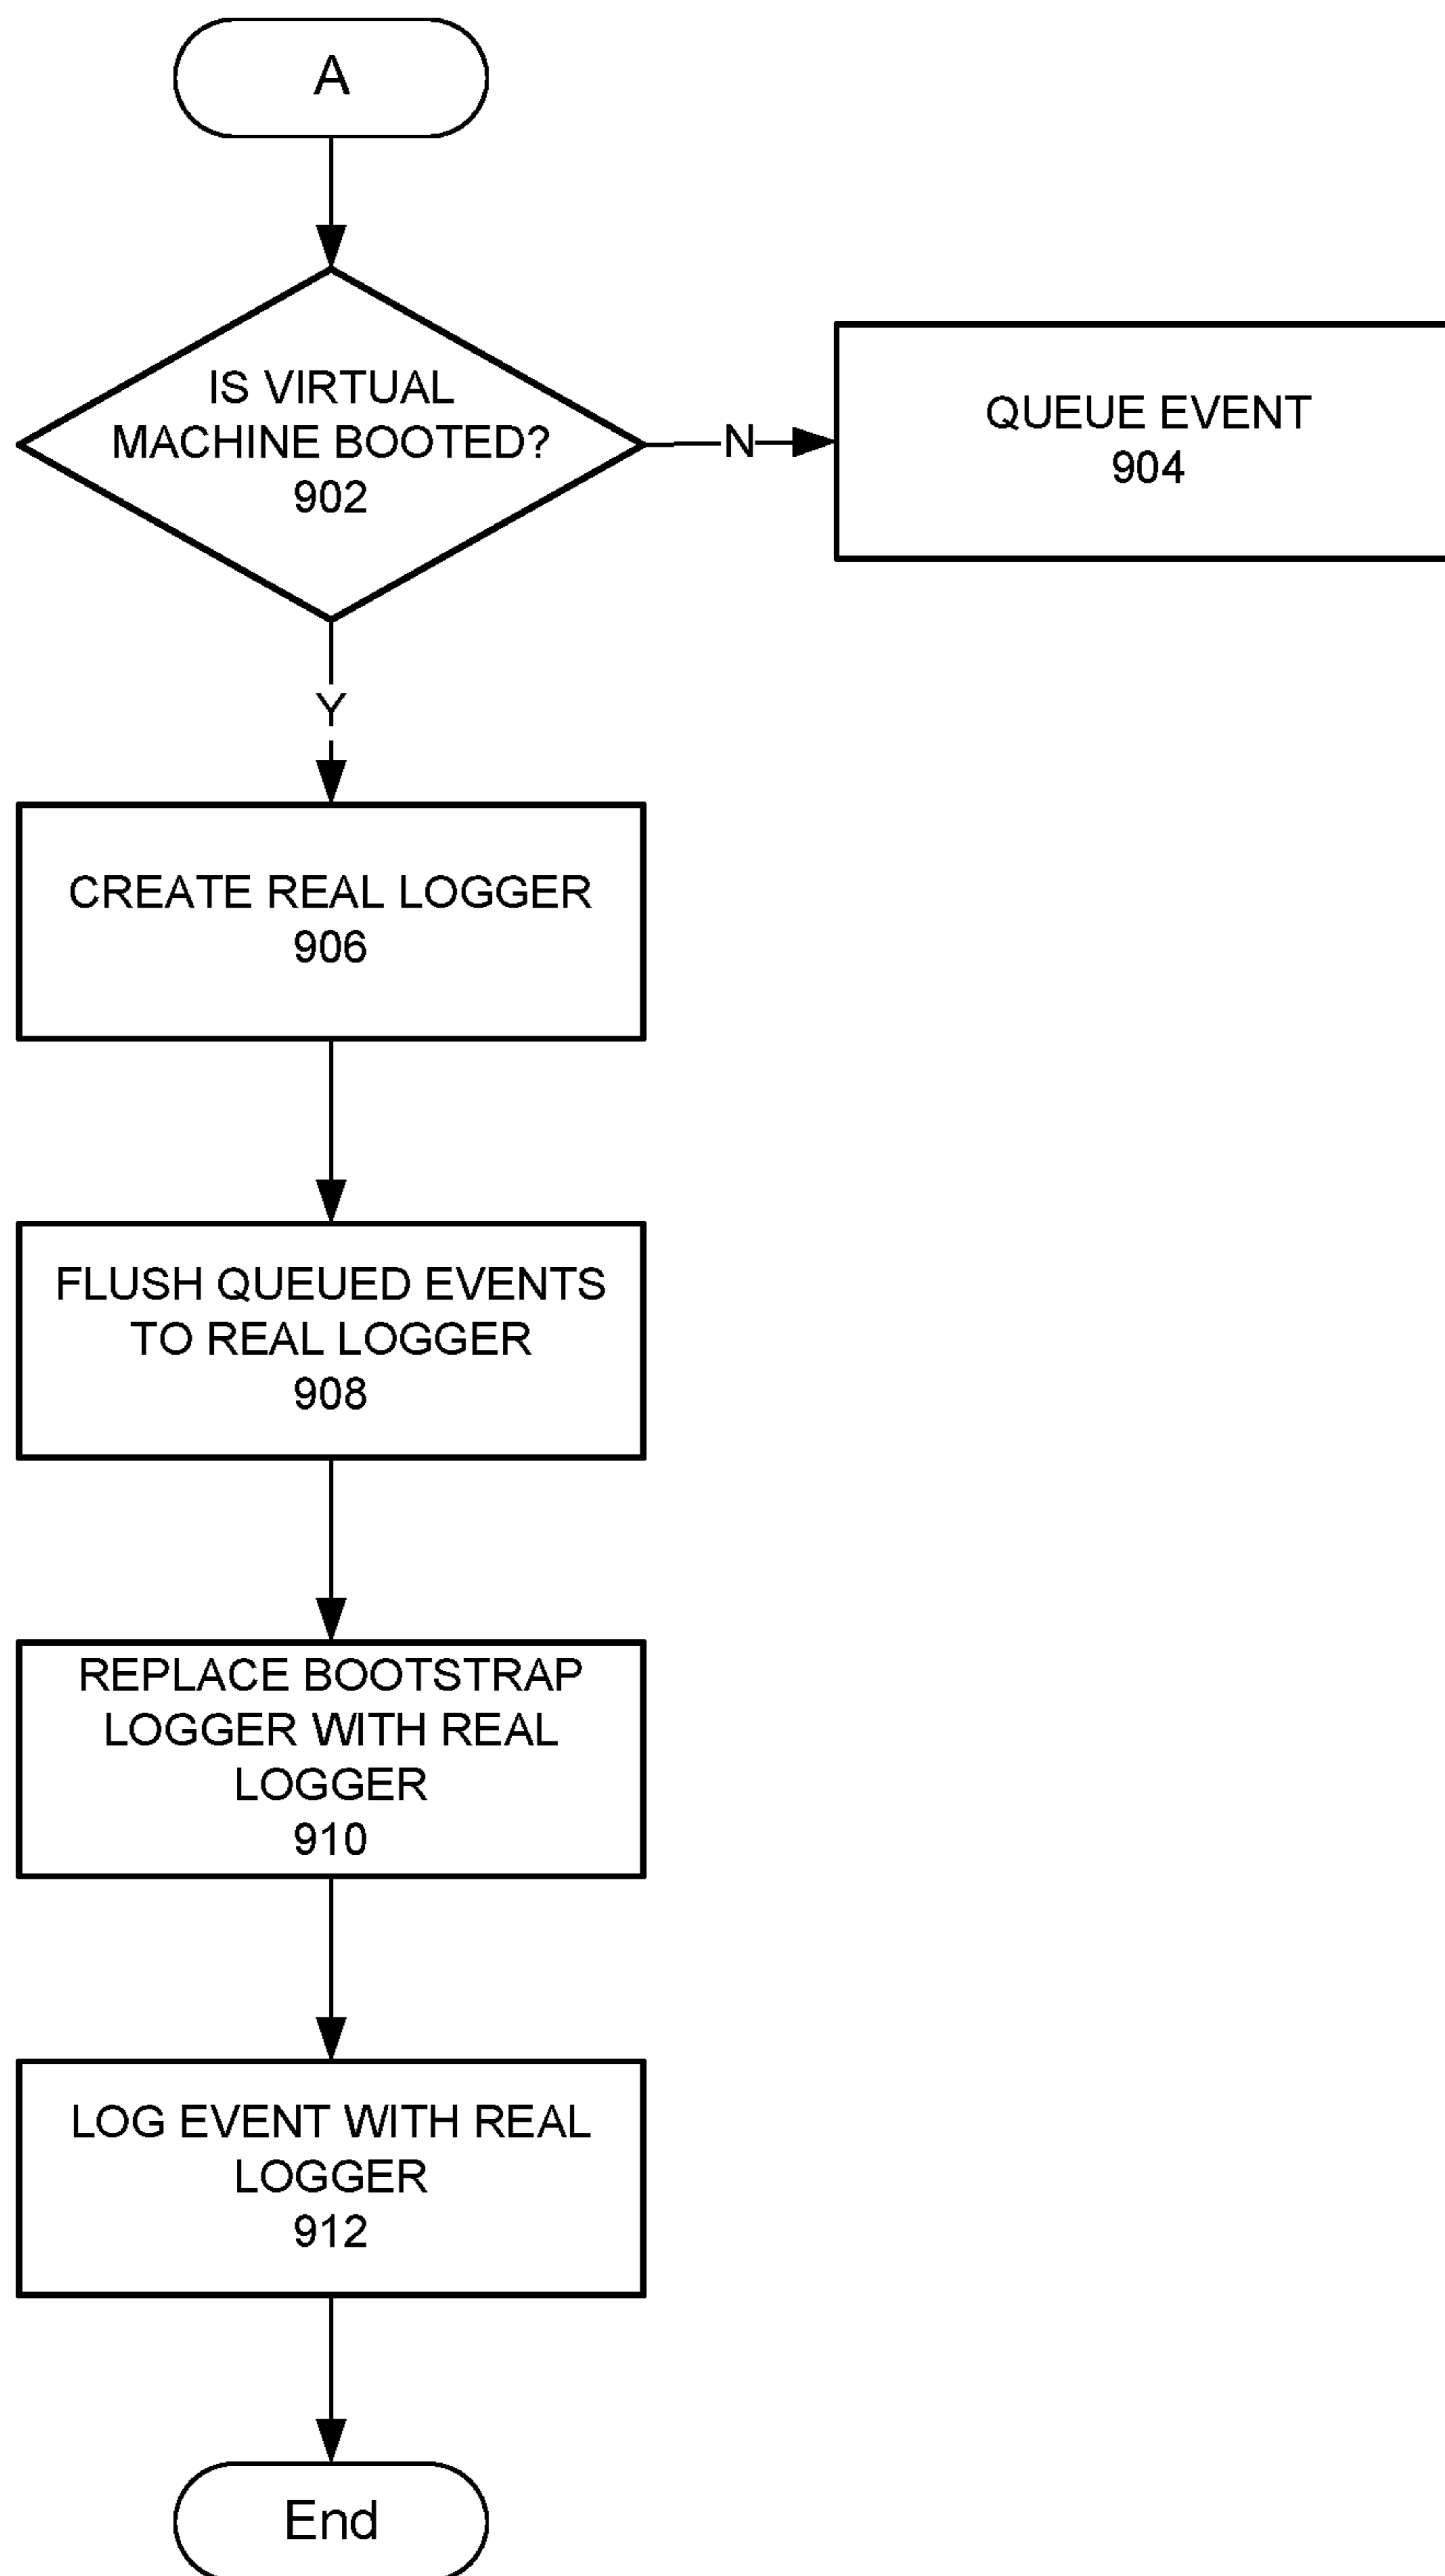 A
IS VIRTUAL
MACHINE BOOTED?
902
N
QUEUE EVENT
904
Y
CREATE REAL LOGGER
906
FLUSH QUEUED EVENTS
TO REAL LOGGER
908
REPLACE BOOTSTRAP
LOGGER WITH REAL
LOGGER
910
LOG EVENT WITH REAL
LOGGER
912
End